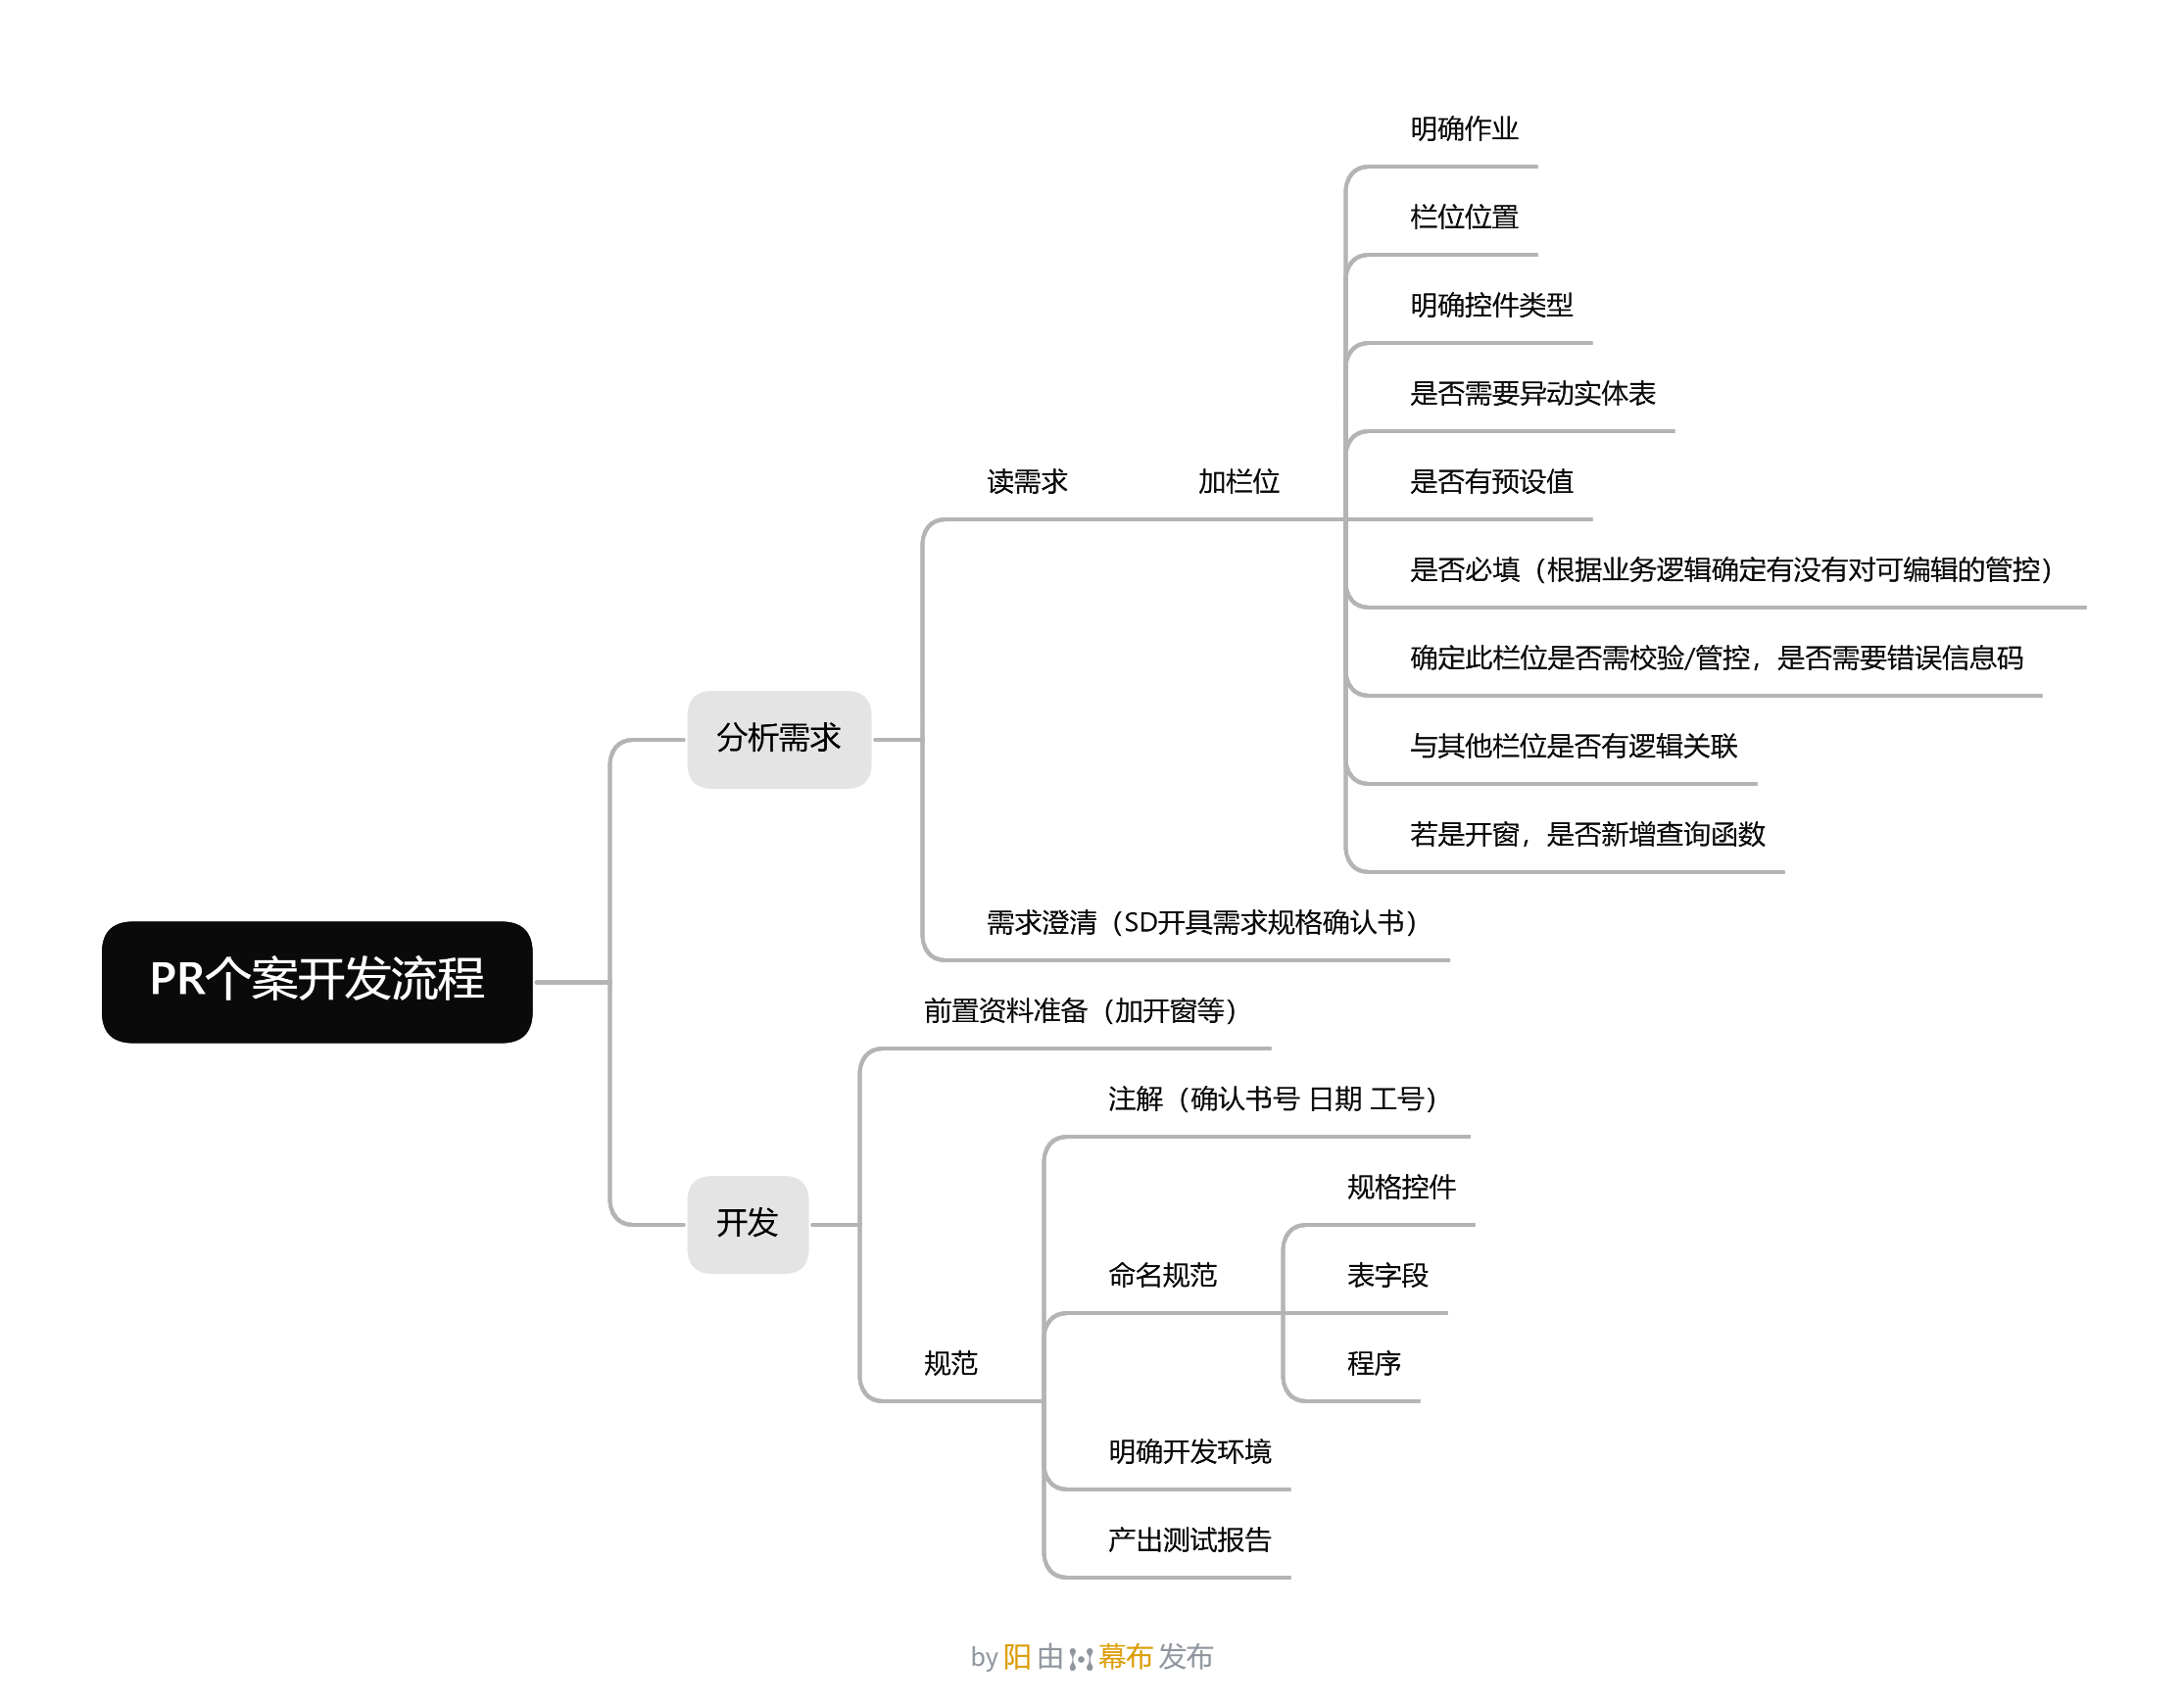 明确作业
栏位位置
明确控件类型
是否需要异动实体表
读需求
加栏位
是否有预设值
是否必填（根据业务逻辑确定有没有对可编辑的管控）
确定此栏位是否需校验/管控，是否需要错误信息码
分析需求
与其他栏位是否有逻辑关联
若是开窗，是否新增查询函数
需求澄清（SD开具需求规格确认书）
PR个案开发流程
前置资料准备（加开窗等）
注解（确认书号 日期 工号）
规格控件
开发
命名规范
表字段
规范
程序
明确开发环境
产出测试报告
by 阳 由 幕布 发布